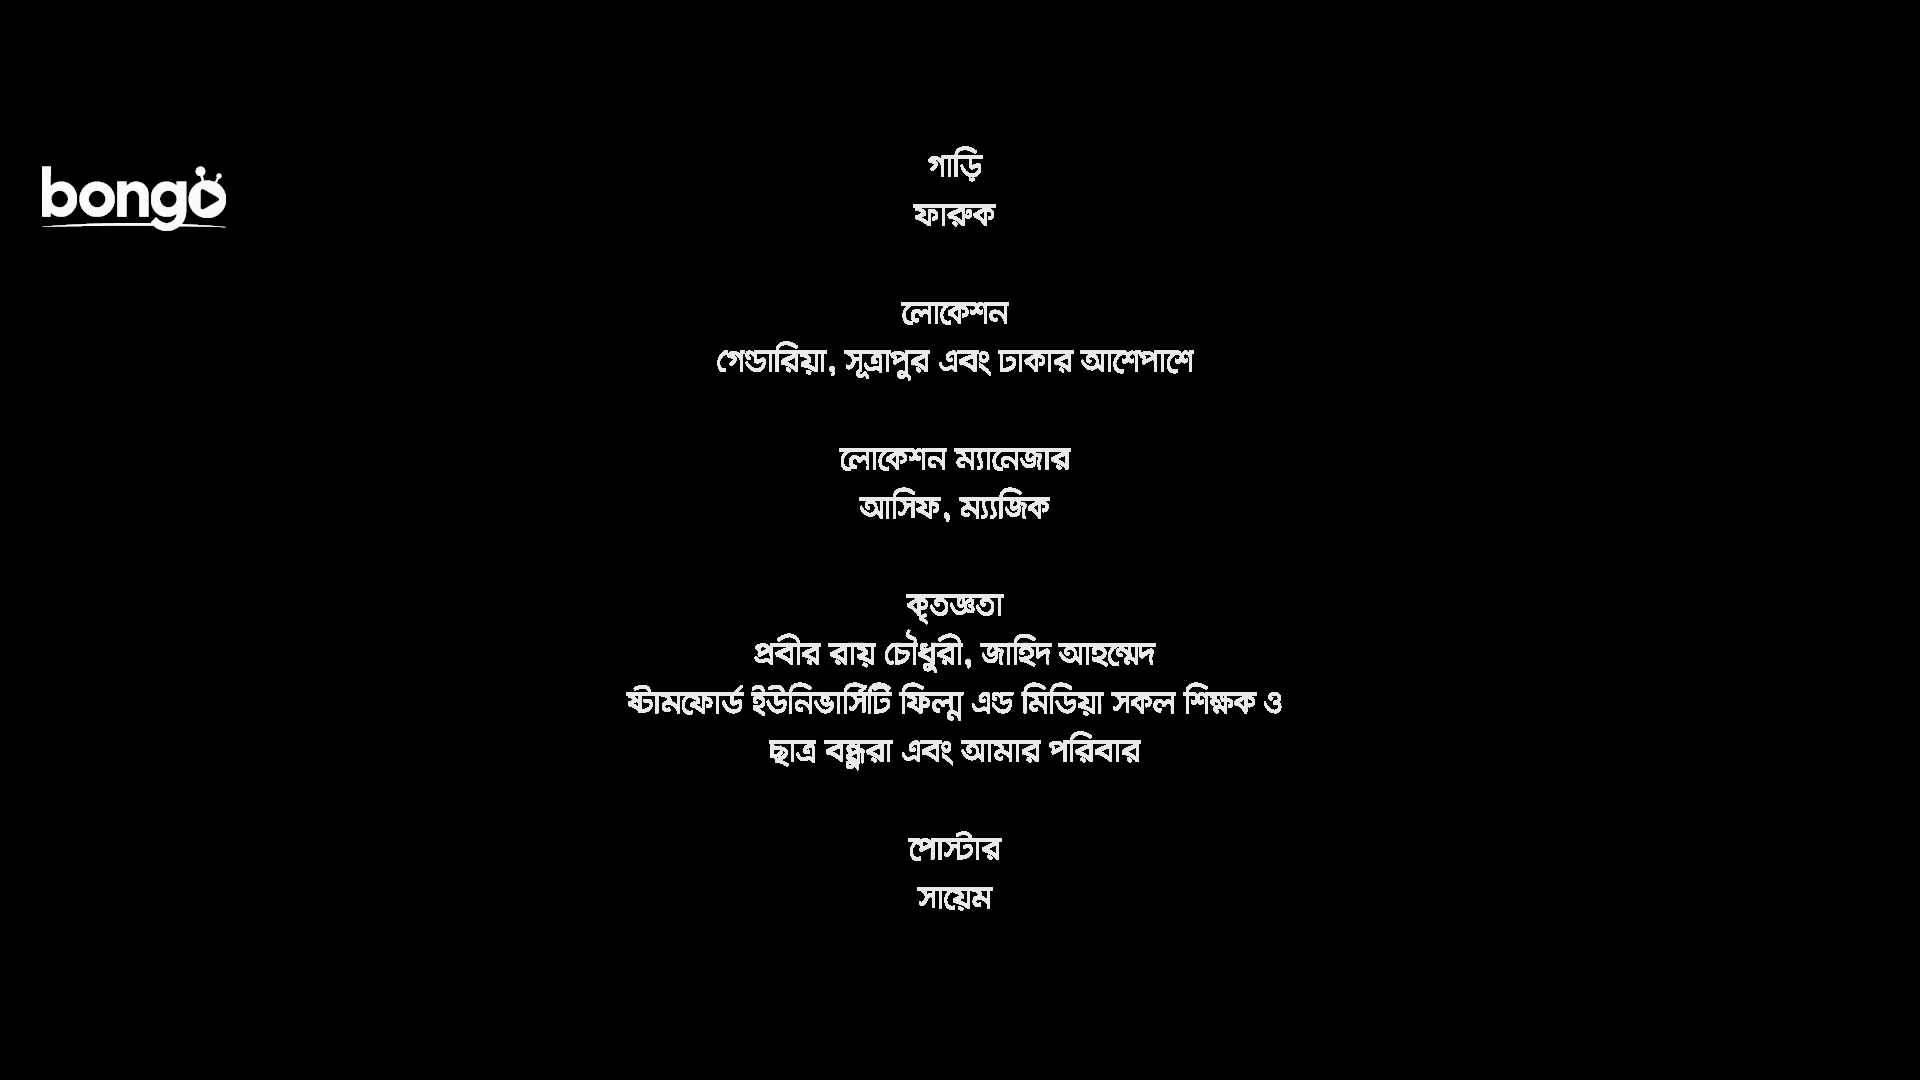 bongo
গাড়ি
ফারুক
লোকেশন
গেন্ডারিয়া, সূত্রাপুর এবং ঢাকার আশেপাশে
লোকেশন ম্যানেজার
আসিফ, ম্য্যজিক
কৃতজ্ঞতা
প্রবীর রায় চৌধুরী, জাহিদ আহম্মেদ
ষ্টামফোর্ড ইউনিভার্সিটি ফিল্ম এন্ড মিডিয়া সকল শিক্ষক ও
ছাত্র বন্ধুরা এবং আমার পরিবার
পোস্টার
সায়েম